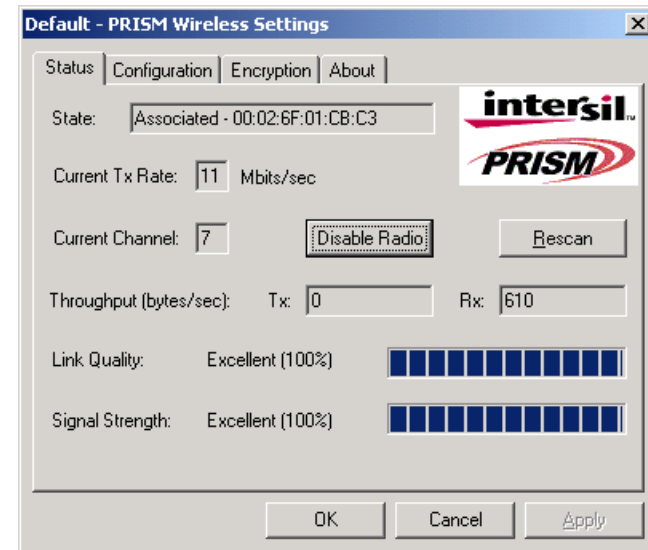 Default - PRISM Wireless Settings
Status Configuration Encryption About
State: Associated - 00:02:6F:01:CB:C3
intersil™
PRISM
Current Tx Rate: 11 Mbits/sec
Current Channel: 7 Disable Radio Rescan
Throughput (bytes/sec): Tx: 0 Rx: 610
Link Quality: Excellent (100%)
Signal Strength: Excellent (100%)
OK Cancel Apply